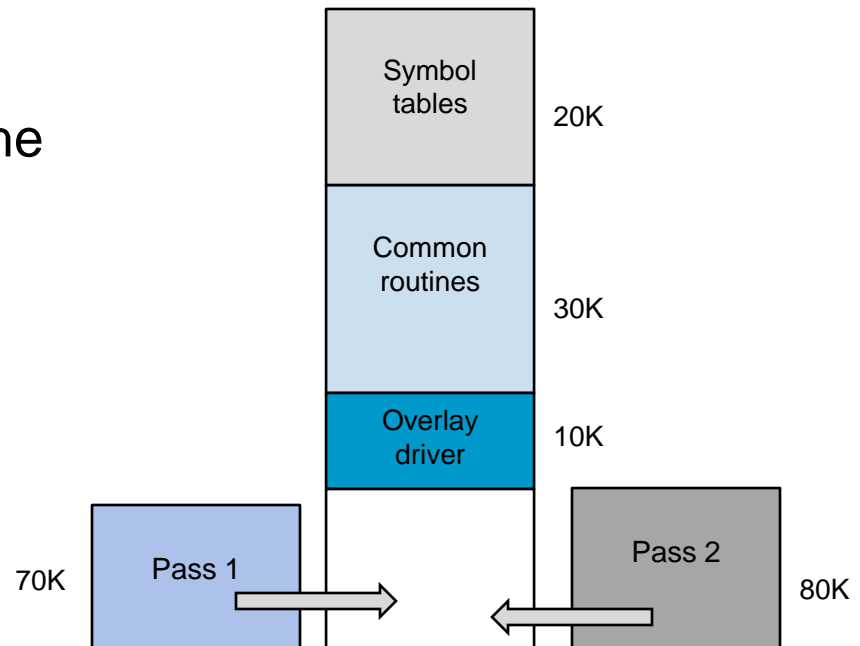 Symbol
tables
20K
ne
Common
routines
30K
Overlay
driver
10K
Pass 1
70K
Pass 2
80K